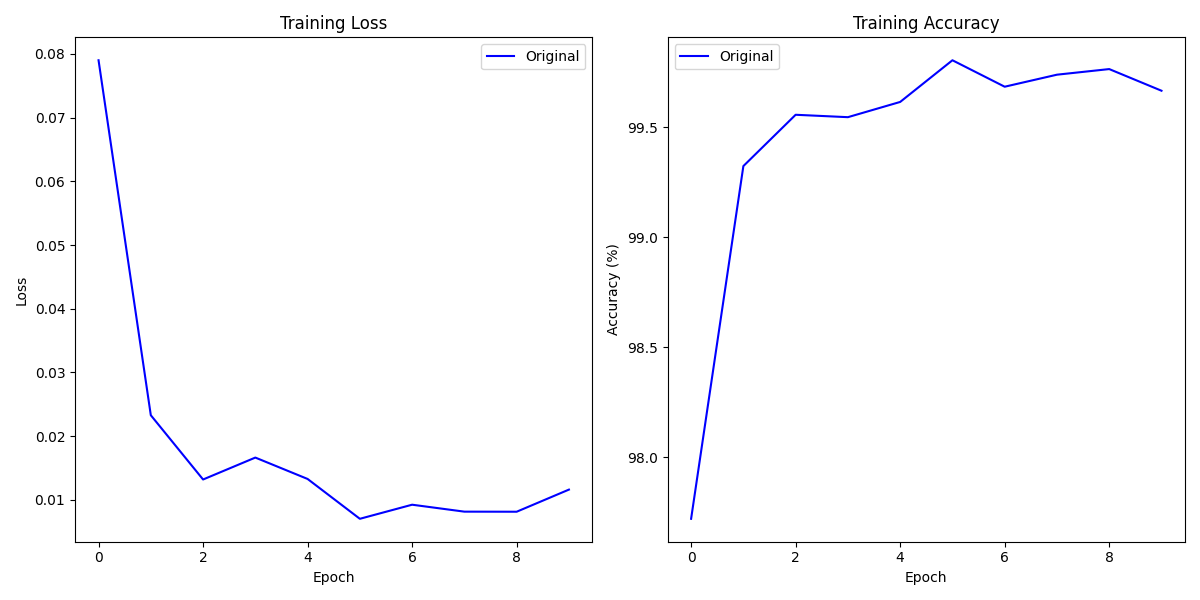 Training Loss
Original
0.08
0.07
0.06
0.05
0.04
0.03
0.02
0.01
Loss
0 2 4 6 8
Epoch
Training Accuracy
Original
99.5
99.0
98.5
98.0
Accuracy (%)
0 2 4 6 8
Epoch